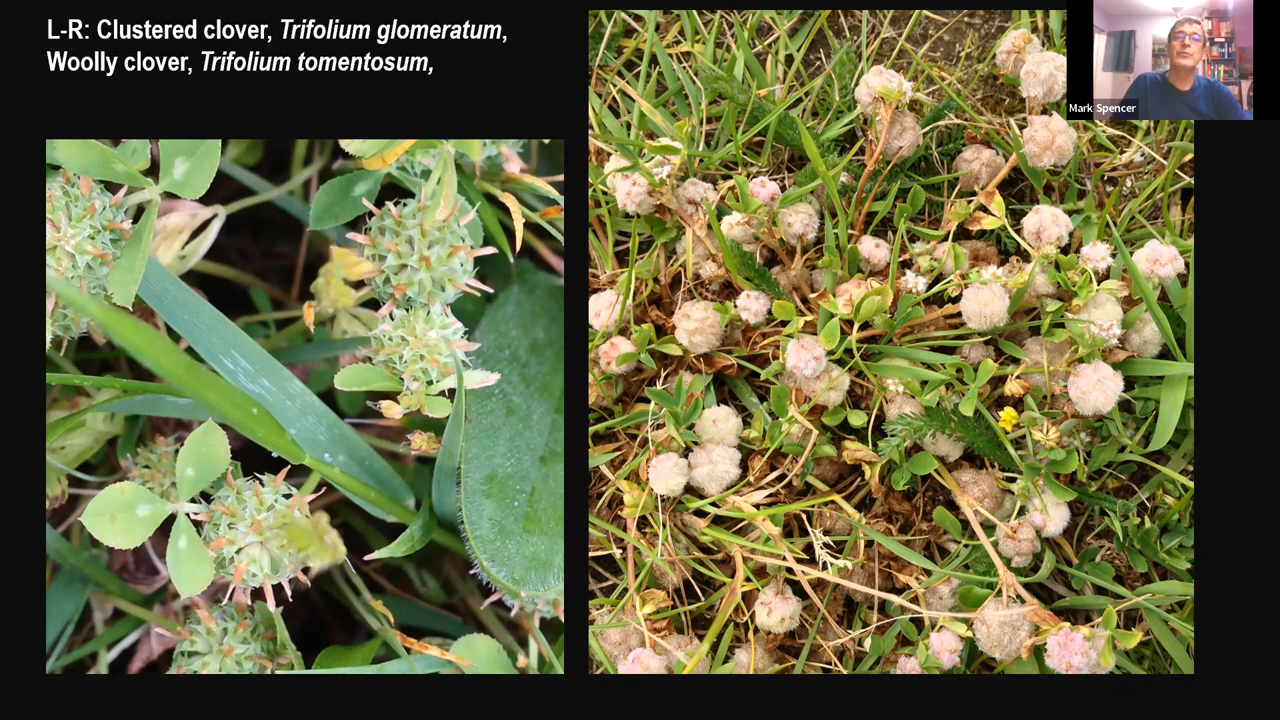 L-R: Clustered clover, Trifolium glomeratum,
Woolly clover, Trifolium tomentosum,
Mark Spencer